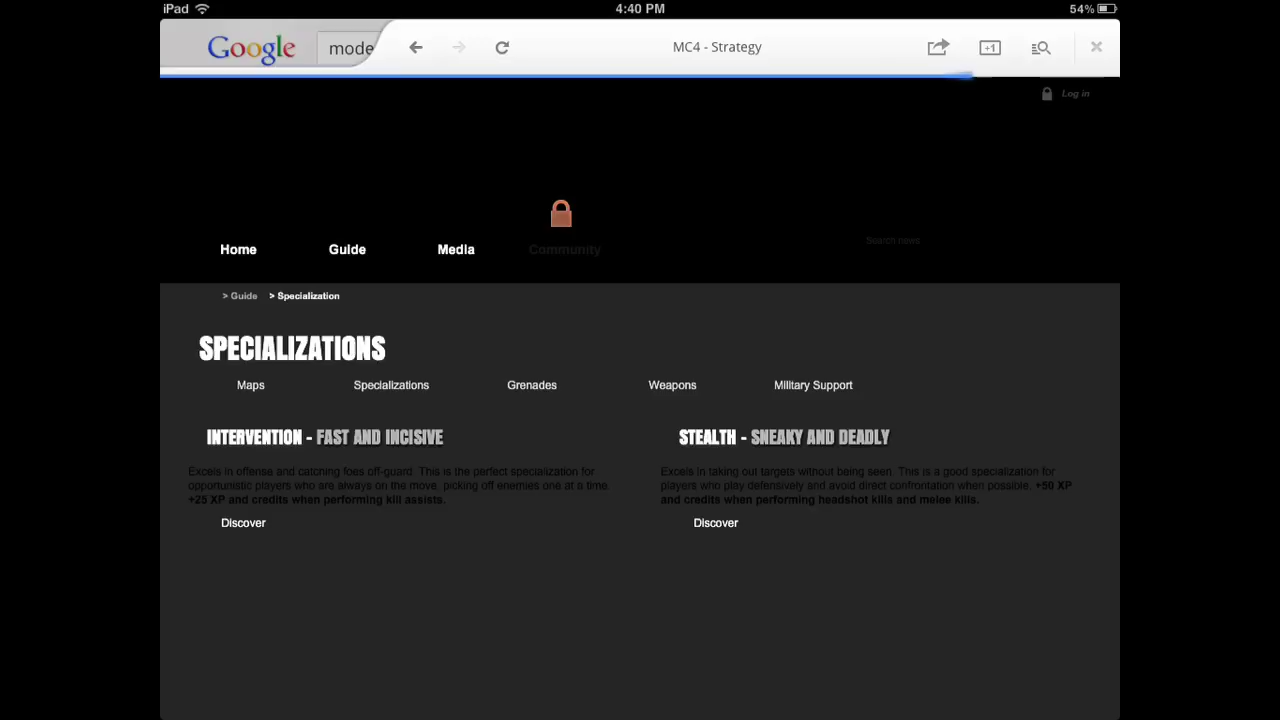 iPad
4:40 PM
54%
Google
mode
MC4 - Strategy
+1
Log in
Home
Guide
Media
Community
Search news
> Guide > Specialization
SPECIALIZATIONS
Maps
Specializations
Grenades
Weapons
Military Support
INTERVENTION - FAST AND INCISIVE
Excels in offense and catching foes off-guard. This is the perfect specialization for
opportunistic players who are always on the move, picking off enemies one at a time.
+25 XP and credits when performing kill assists.
Discover
STEALTH - SNEAKY AND DEADLY
Excels in taking out targets without being seen. This is a good specialization for
players who play defensively and avoid direct confrontation when possible. +50 XP
and credits when performing headshot kills and melee kills.
Discover